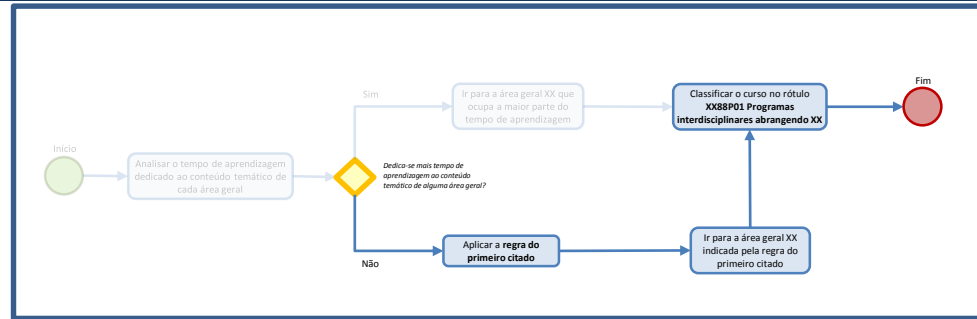 Início
Analisar o tempo de aprendizagem
dedicado ao conteúdo temático de
cada área geral
Dedica-se mais tempo de
aprendizagem ao conteúdo
temático de alguma área geral?
Sim
Ir para a área geral XX que
ocupa a maior parte do
tempo de aprendizagem
Classificar o curso no rótulo
XX88P01 Programas
interdisciplinares abrangendo XX
Fim
Não
Aplicar a regra do
primeiro citado
Ir para a área geral XX
indicada pela regra do
primeiro citado